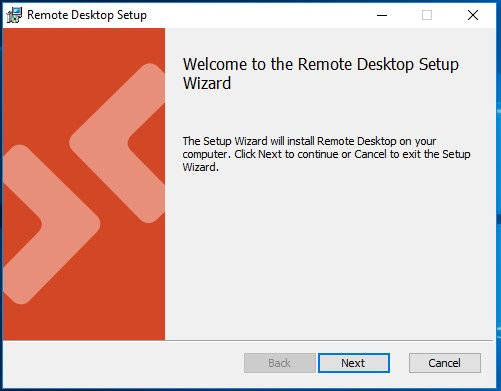 Remote Desktop Setup
Welcome to the Remote Desktop Setup
Wizard
The Setup Wizard will install Remote Desktop on your
computer. Click Next to continue or Cancel to exit the Setup
Wizard.
Back
Next
Cancel